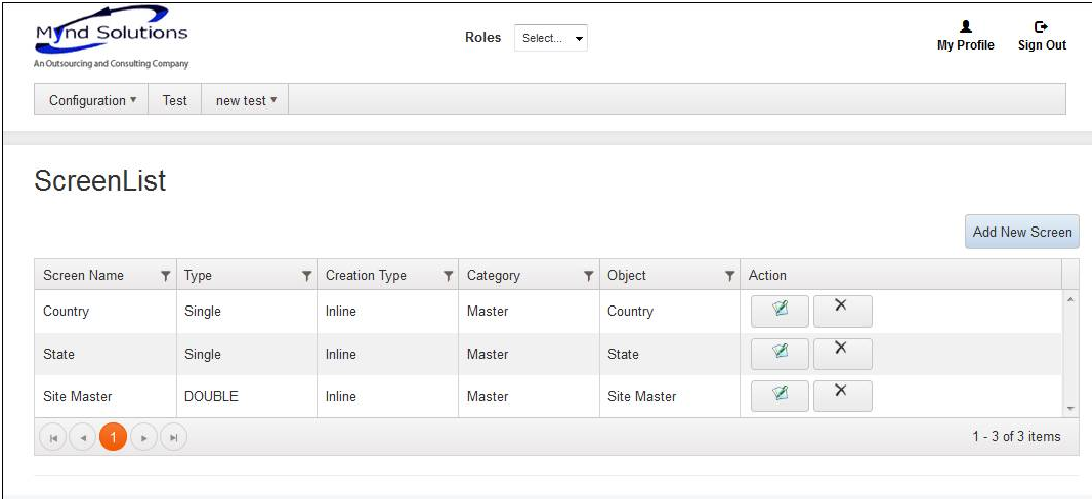 Mynd Solutions
An Outsourcing and Consulting Company
Roles Select...
My Profile Sign Out
Configuration Test new test
ScreenList
Add New Screen
Screen Name Type Creation Type Category Object Action
Country Single Inline Master Country
State Single Inline Master State
Site Master DOUBLE Inline Master Site Master
1 1 - 3 of 3 items